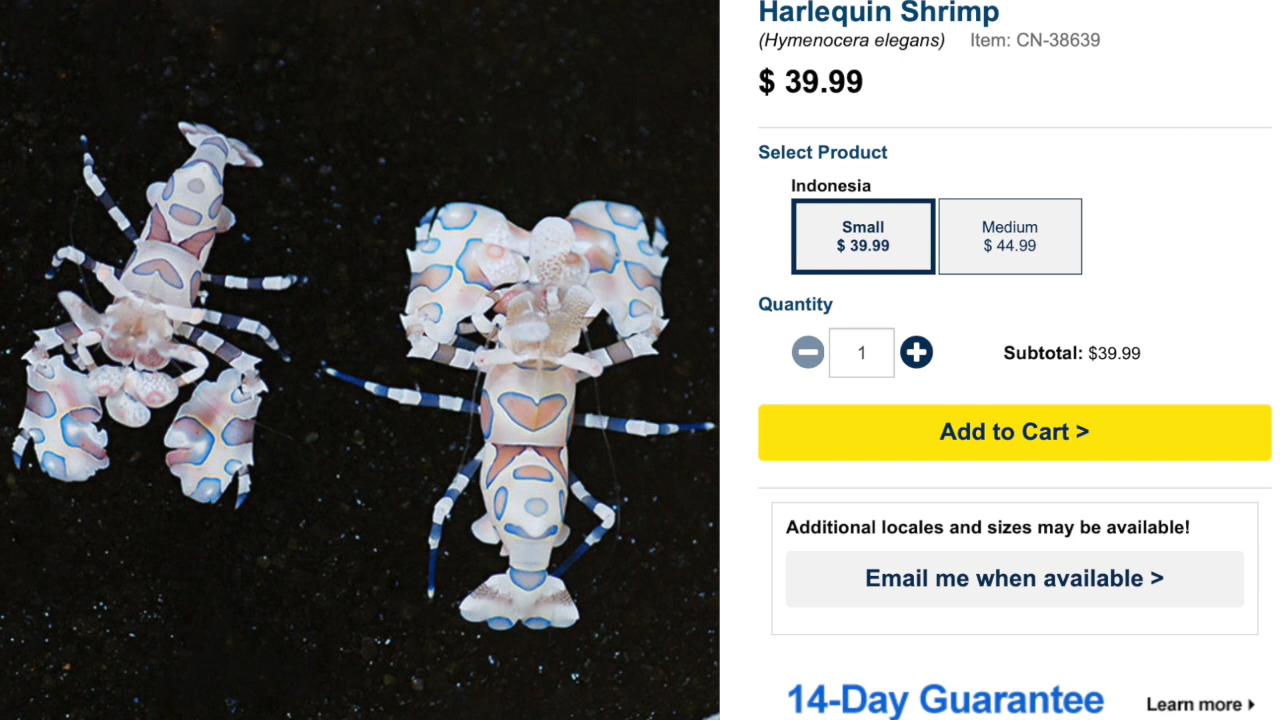 Harlequin Shrimp
(Hymenocera elegans) Item: CN-38639
$ 39.99
Select Product
Indonesia
Small
$ 39.99
Medium
$ 44.99
Quantity
1
Subtotal: $39.99
Add to Cart >
Additional locales and sizes may be available!
Email me when available >
14-Day Guarantee
Learn more